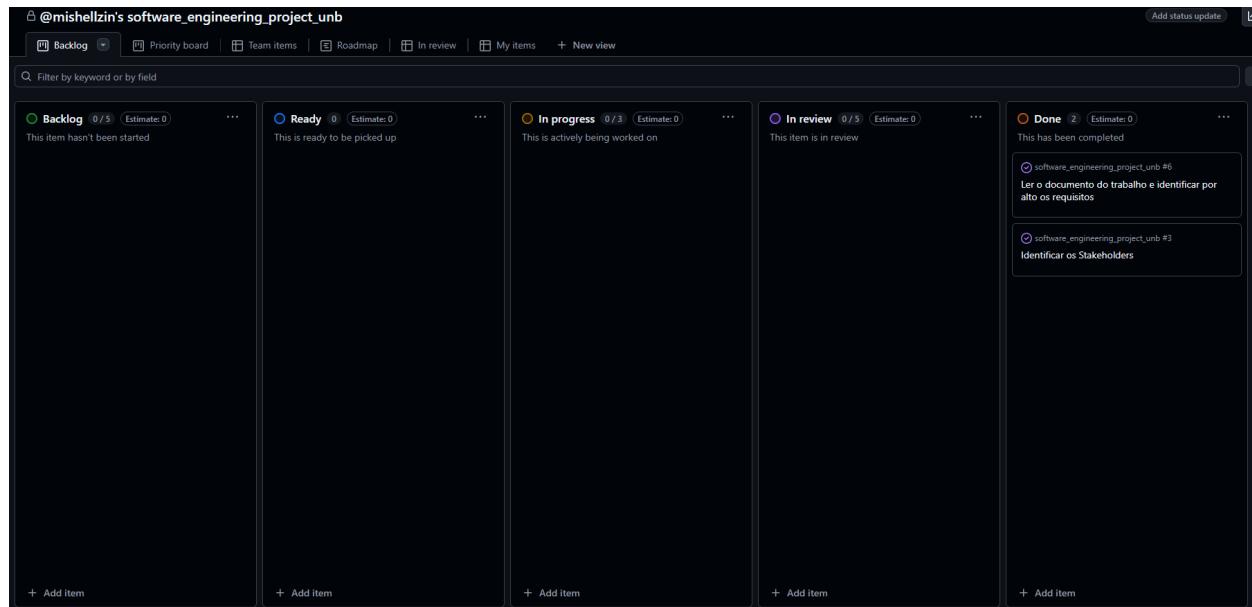 @mishellzin's software_engineering_project_unb
Add status update
Backlog
Priority board
Team items
Roadmap
In review
My items
+ New view
Filter by keyword or by field
Backlog 0 / 5 Estimate: 0 ...
This item hasn't been started
+ Add item
Ready 0 Estimate: 0 ...
This is ready to be picked up
+ Add item
In progress 0 / 3 Estimate: 0 ...
This is actively being worked on
+ Add item
In review 0 / 5 Estimate: 0 ...
This item is in review
+ Add item
Done 2 Estimate: 0 ...
This has been completed
software_engineering_project_unb #6
Ler o documento do trabalho e identificar por
alto os requisitos
software_engineering_project_unb #3
Identificar os Stakeholders
+ Add item